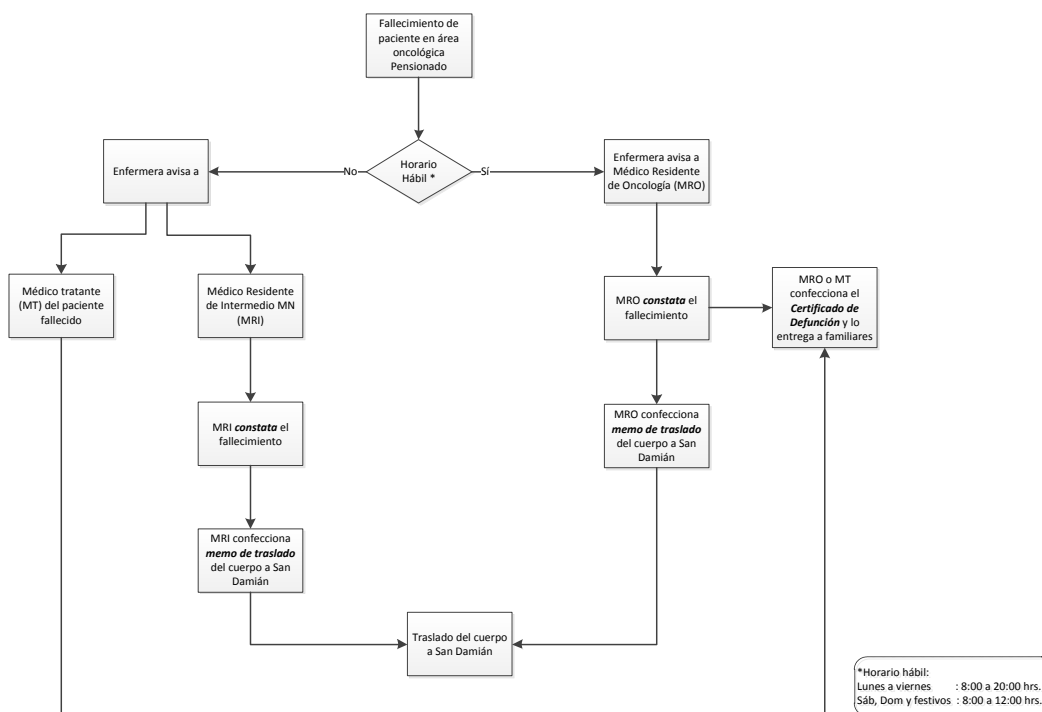 Fallecimiento de
paciente en área
oncológica
Pensionado
Horario
Hábil *
No
Sí
Enfermera avisa a
Enfermera avisa a
Médico Residente
de Oncología (MRO)
Médico tratante
(MT) del paciente
fallecido
Médico Residente
de Intermedio MN
(MRI)
MRO constata el
fallecimiento
MRO o MT
confecciona el
Certificado de
Defunción y lo
entrega a familiares
MRI constata el
fallecimiento
MRO confecciona
memo de traslado
del cuerpo a San
Damián
MRI confecciona
memo de traslado
del cuerpo a San
Damián
Traslado del cuerpo
a San Damián
*Horario hábil:
Lunes a viernes : 8:00 a 20:00 hrs.
Sáb, Dom y festivos : 8:00 a 12:00 hrs.